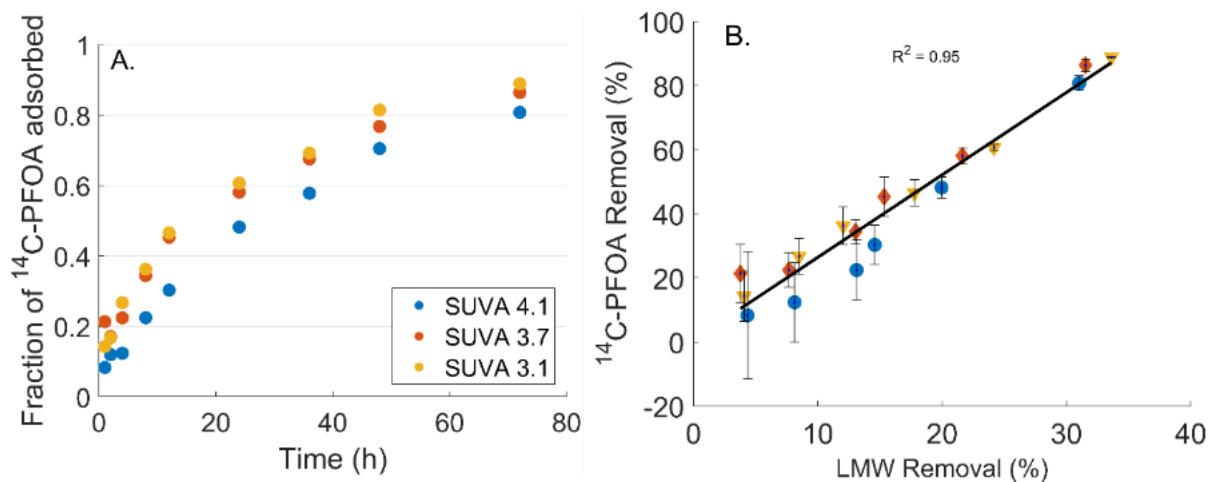 A.
Fraction of ¹⁴C-PFOA adsorbed
1
0.8
0.6
0.4
0.2
0
0
20
40
60
80
Time (h)
SUVA 4.1
SUVA 3.7
SUVA 3.1
B.
R² = 0.95
¹⁴C-PFOA Removal (%)
100
80
60
40
20
0
-20
0
10
20
30
40
LMW Removal (%)